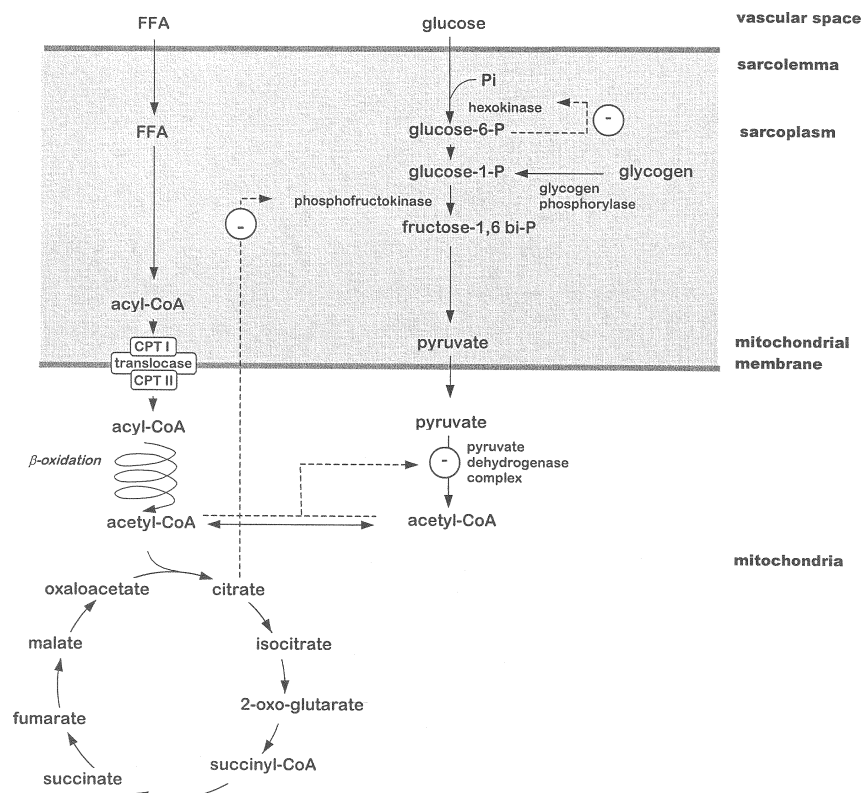 FFA
glucose
vascular space
sarcolemma
Pi
hexokinase
-
FFA
glucose-6-P
sarcoplasm
glucose-1-P
glycogen
glycogen
phosphorylase
phosphofructokinase
-
fructose-1,6 bi-P
acyl-CoA
CPT I
translocase
CPT II
pyruvate
mitochondrial
membrane
acyl-CoA
pyruvate
β-oxidation
-
pyruvate
dehydrogenase
complex
acetyl-CoA
acetyl-CoA
mitochondria
oxaloacetate
citrate
malate
isocitrate
fumarate
2-oxo-glutarate
succinate
succinyl-CoA